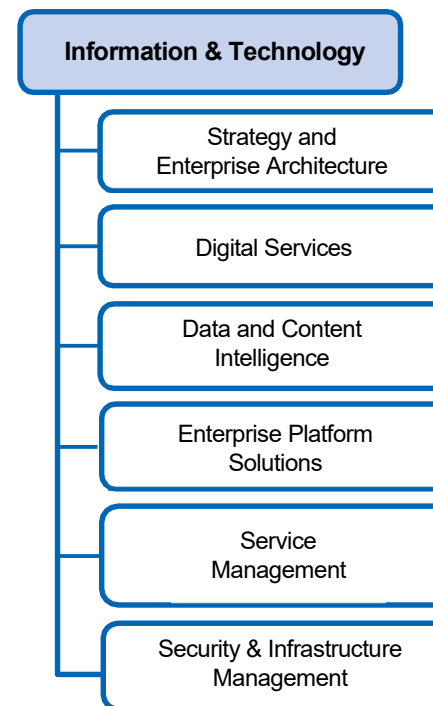 Information & Technology
Strategy and
Enterprise Architecture
Digital Services
Data and Content
Intelligence
Enterprise Platform
Solutions
Service
Management
Security & Infrastructure
Management